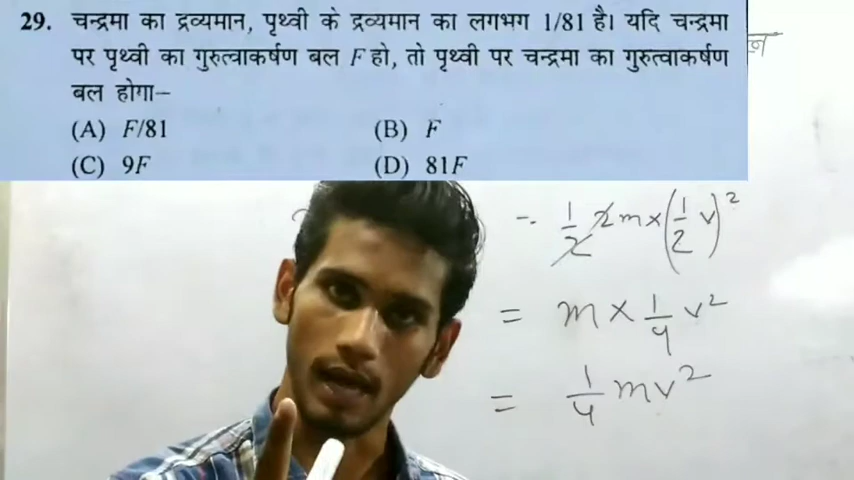 29. चन्द्रमा का द्रव्यमान, पृथ्वी के द्रव्यमान का लगभग 1/81 है। यदि चन्द्रमा
पर पृथ्वी का गुरुत्वाकर्षण बल F हो, तो पृथ्वी पर चन्द्रमा का गुरुत्वाकर्षण
बल होगा–
(A) F/81 (B) F
(C) 9F (D) 81F
1/2 2m×(1/2 v)²
= m × 1/4 v²
= 1/4 mv²